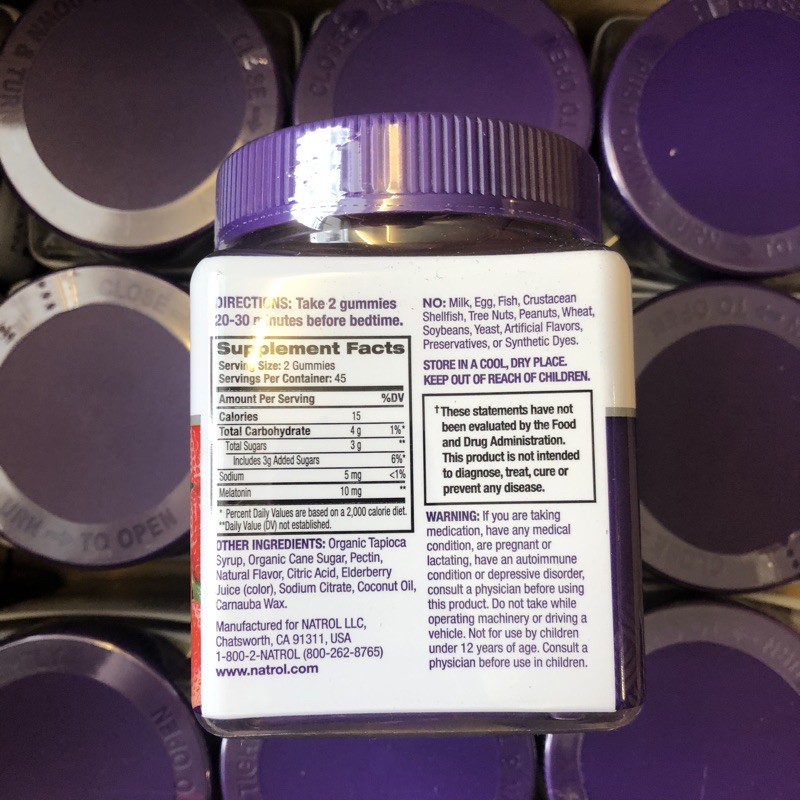 DOWN & TURN
CLOSE
CLOSE
CLOSE
TURN
TO OPEN
DIRECTIONS: Take 2 gummies
20-30 minutes before bedtime.
Supplement Facts
Serving Size: 2 Gummies
Servings Per Container: 45
Amount Per Serving %DV
Calories 15
Total Carbohydrate 4 g 1%*
Total Sugars 3 g **
Includes 3g Added Sugars 6%*
Sodium 5 mg <1%
Melatonin 10 mg **
* Percent Daily Values are based on a 2,000 calorie diet.
**Daily Value (DV) not established.
OTHER INGREDIENTS: Organic Tapioca
Syrup, Organic Cane Sugar, Pectin,
Natural Flavor, Citric Acid, Elderberry
Juice (color), Sodium Citrate, Coconut Oil,
Carnauba Wax.
Manufactured for NATROL LLC,
Chatsworth, CA 91311, USA
1-800-2-NATROL (800-262-8765)
www.natrol.com
NO: Milk, Egg, Fish, Crustacean
Shellfish, Tree Nuts, Peanuts, Wheat,
Soybeans, Yeast, Artificial Flavors,
Preservatives, or Synthetic Dyes.
STORE IN A COOL, DRY PLACE.
KEEP OUT OF REACH OF CHILDREN.
†These statements have not
been evaluated by the Food
and Drug Administration.
This product is not intended
to diagnose, treat, cure or
prevent any disease.
WARNING: If you are taking
medication, have any medical
condition, are pregnant or
lactating, have an autoimmune
condition or depressive disorder,
consult a physician before using
this product. Do not take while
operating machinery or driving a
vehicle. Not for use by children
under 12 years of age. Consult a
physician before use in children.